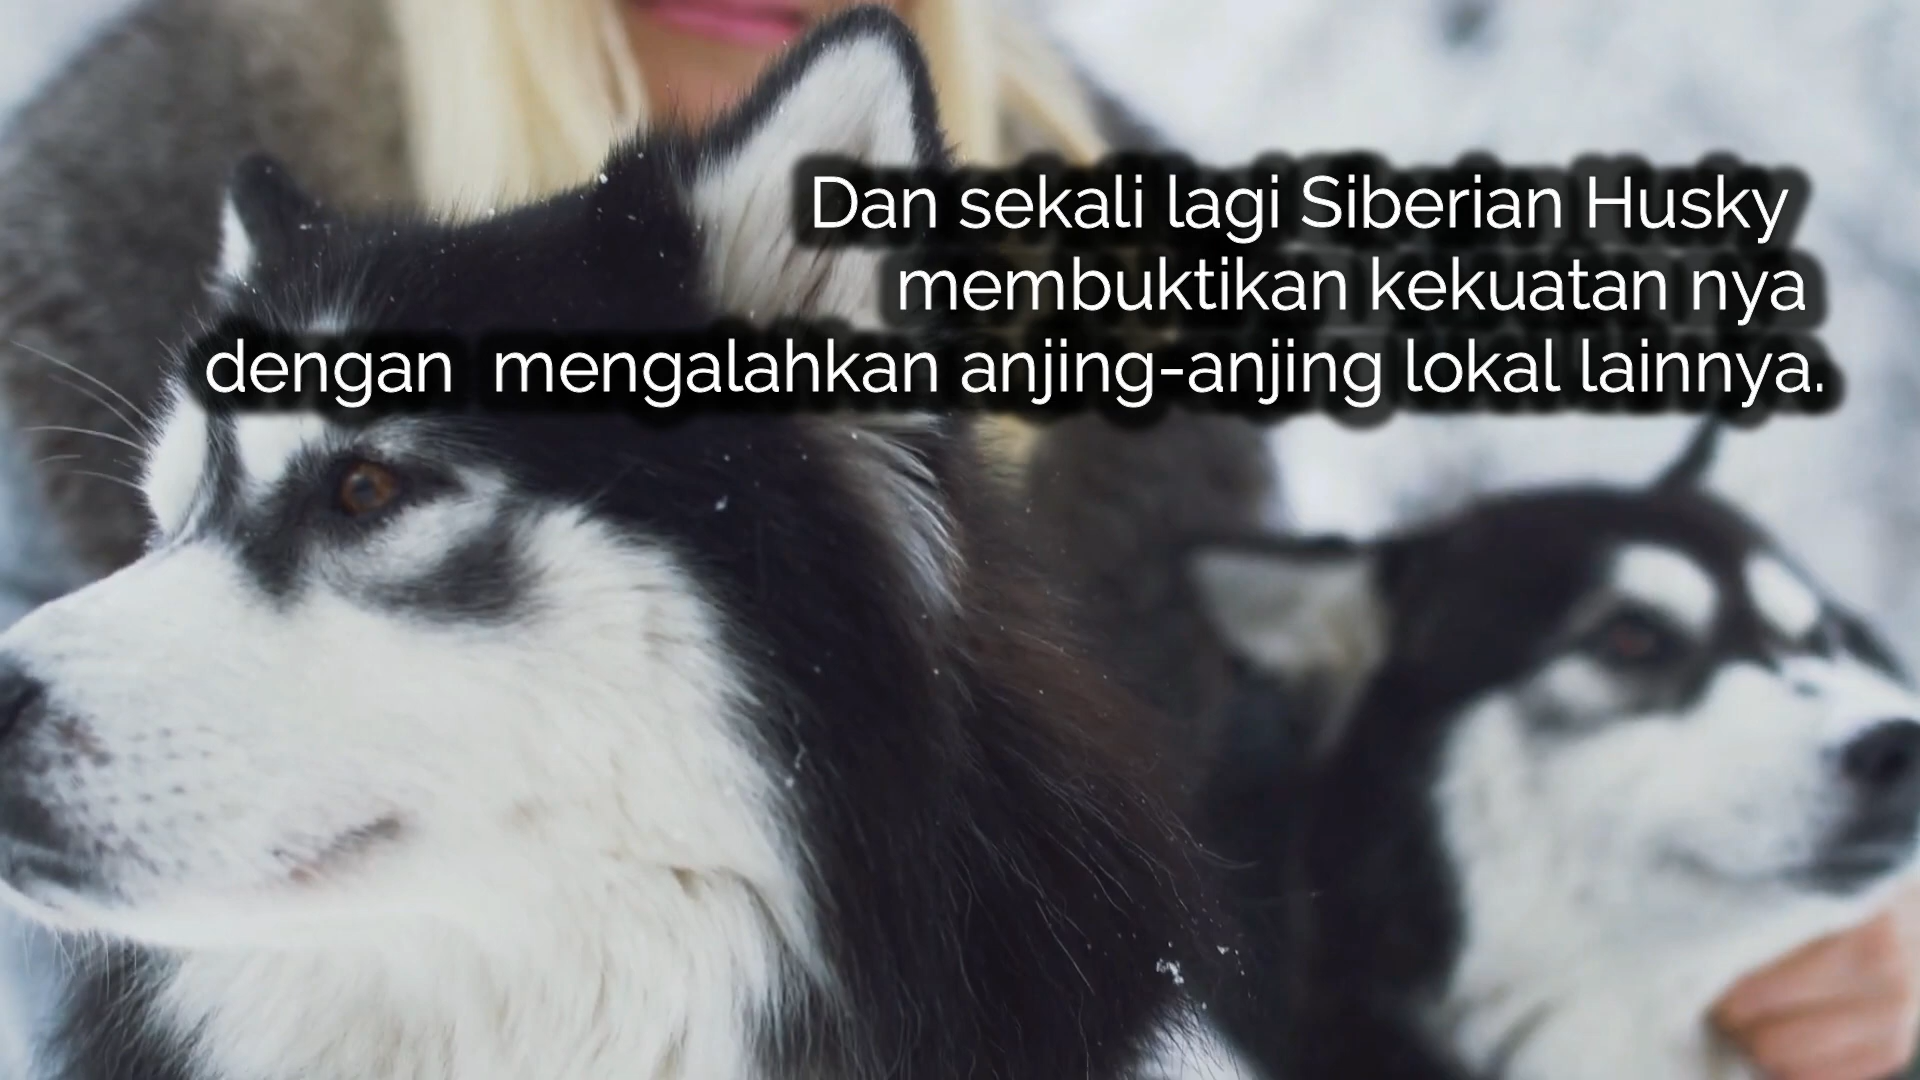 Dan sekali lagi Siberian Husky
membuktikan kekuatan nya
dengan  mengalahkan anjing-anjing lokal lainnya.